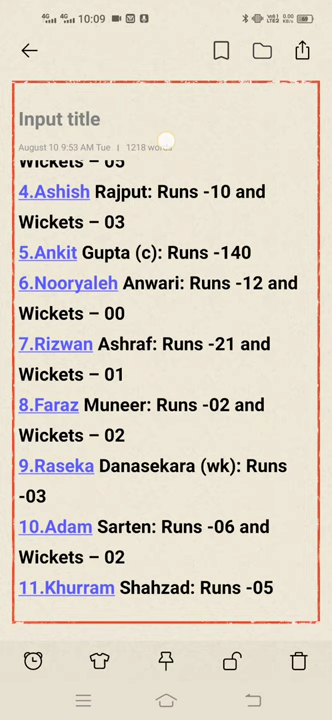 4G 4G 10:09
Input title
August 10 9:53 AM Tue | 1218 words
Wickets – 05
4.Ashish Rajput: Runs -10 and
Wickets – 03
5.Ankit Gupta (c): Runs -140
6.Nooryaleh Anwari: Runs -12 and
Wickets – 00
7.Rizwan Ashraf: Runs -21 and
Wickets – 01
8.Faraz Muneer: Runs -02 and
Wickets – 02
9.Raseka Danasekara (wk): Runs
-03
10.Adam Sarten: Runs -06 and
Wickets – 02
11.Khurram Shahzad: Runs -05